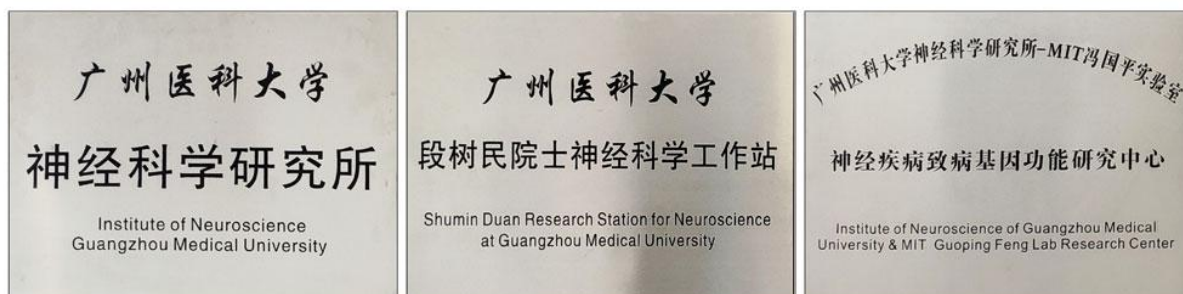 广州医科大学
神经科学研究所
Institute of Neuroscience
Guangzhou Medical University
广州医科大学
段树民院士神经科学工作站
Shumin Duan Research Station for Neuroscience
at Guangzhou Medical University
广州医科大学神经科学研究所-MIT冯国平实验室
神经疾病致病基因功能研究中心
Institute of Neuroscience of Guangzhou Medical
University & MIT Guoping Feng Lab Research Center